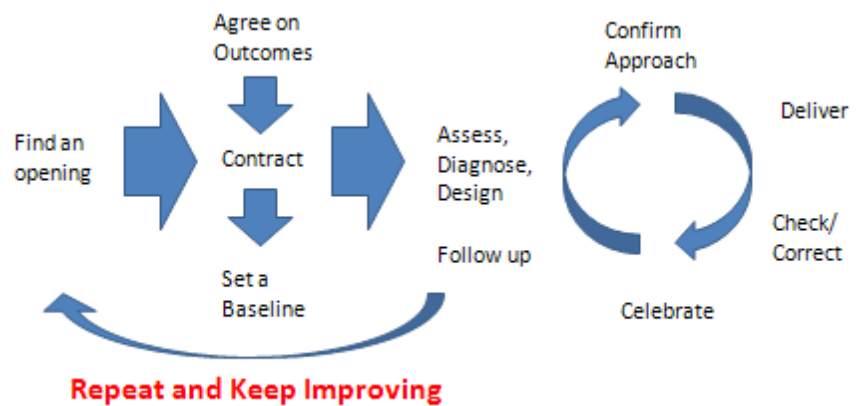 Agree on
Outcomes
Find an
opening
Contract
Set a
Baseline
Assess,
Diagnose,
Design
Confirm
Approach
Deliver
Check/
Correct
Celebrate
Follow up
Repeat and Keep Improving